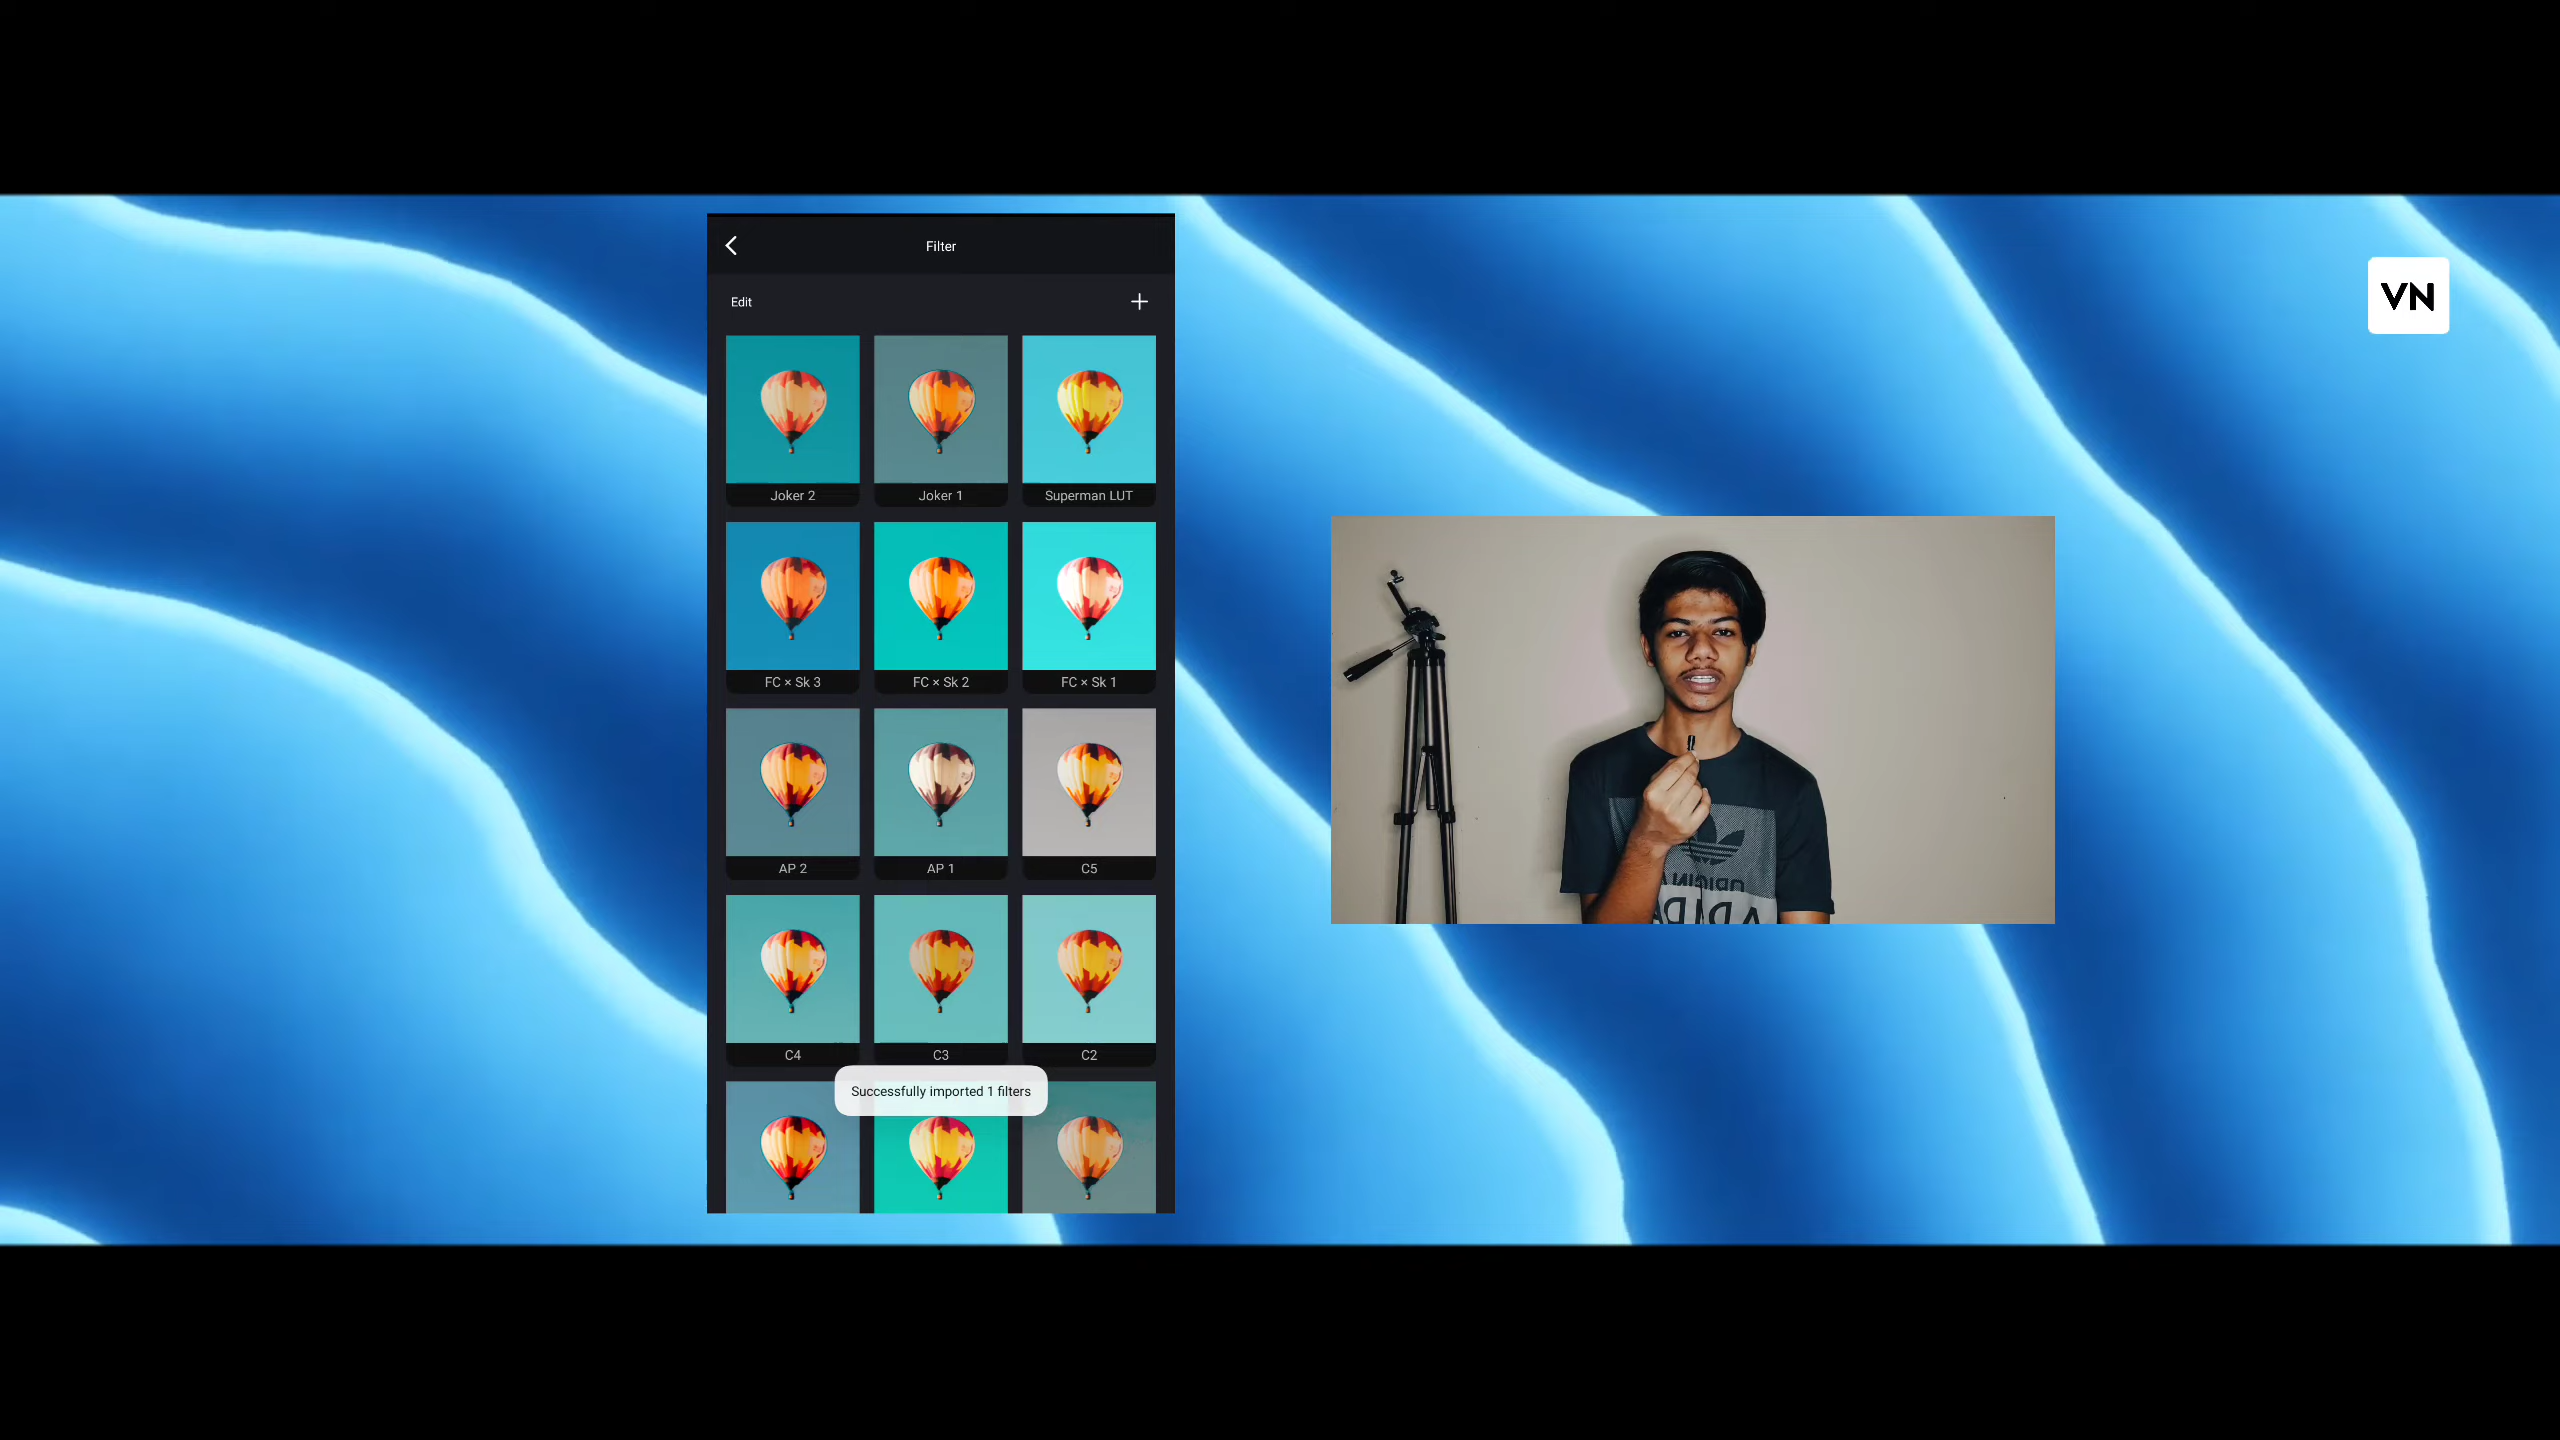 Filter
Edit
Joker 2
Joker 1
Superman LUT
FC × Sk 3
FC × Sk 2
FC × Sk 1
AP 2
AP 1
C5
C4
C3
C2
Successfully imported 1 filters
VN